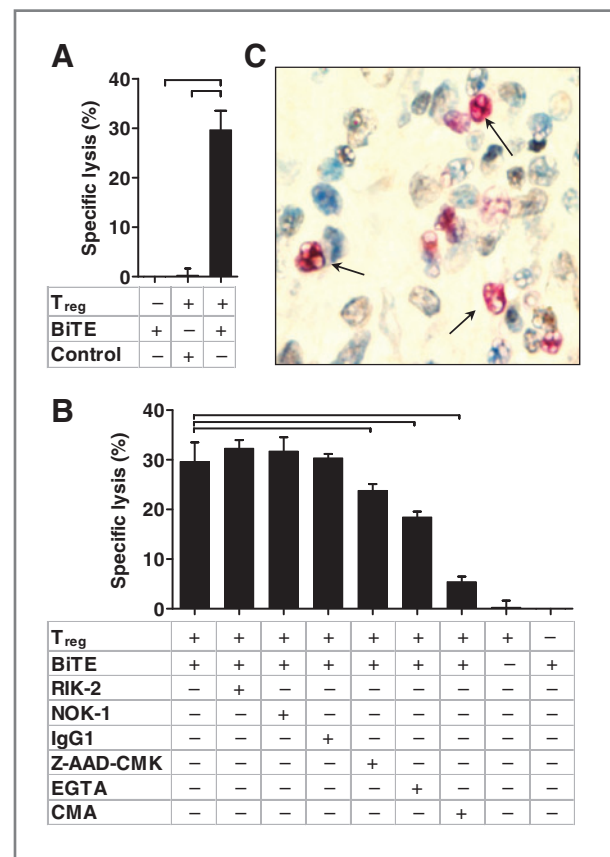 A
C
40
30
20
10
0
Specific lysis (%)
Treg − + +
BiTE + − +
Control − + −
B
40
30
20
10
0
Specific lysis (%)
Treg + + + + + + + + −
BiTE + + + + + + + − +
RIK-2 − + − − − − − − −
NOK-1 − − + − − − − − −
IgG1 − − − + − − − − −
Z-AAD-CMK − − − − + − − − −
EGTA − − − − − + − − −
CMA − − − − − − + − −